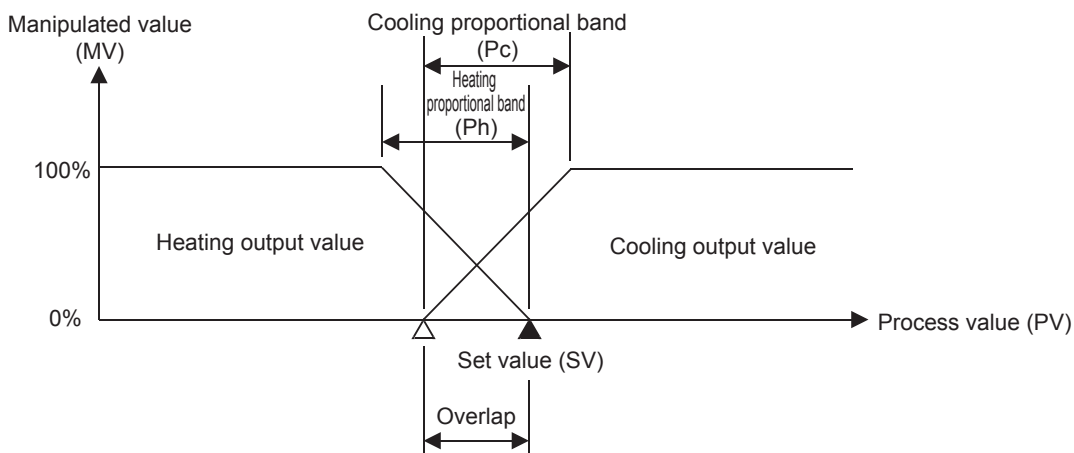 Manipulated value
(MV)
Cooling proportional band
(Pc)
Heating
proportional band
(Ph)
100%
Heating output value
Cooling output value
0%
Process value (PV)
Set value (SV)
Overlap